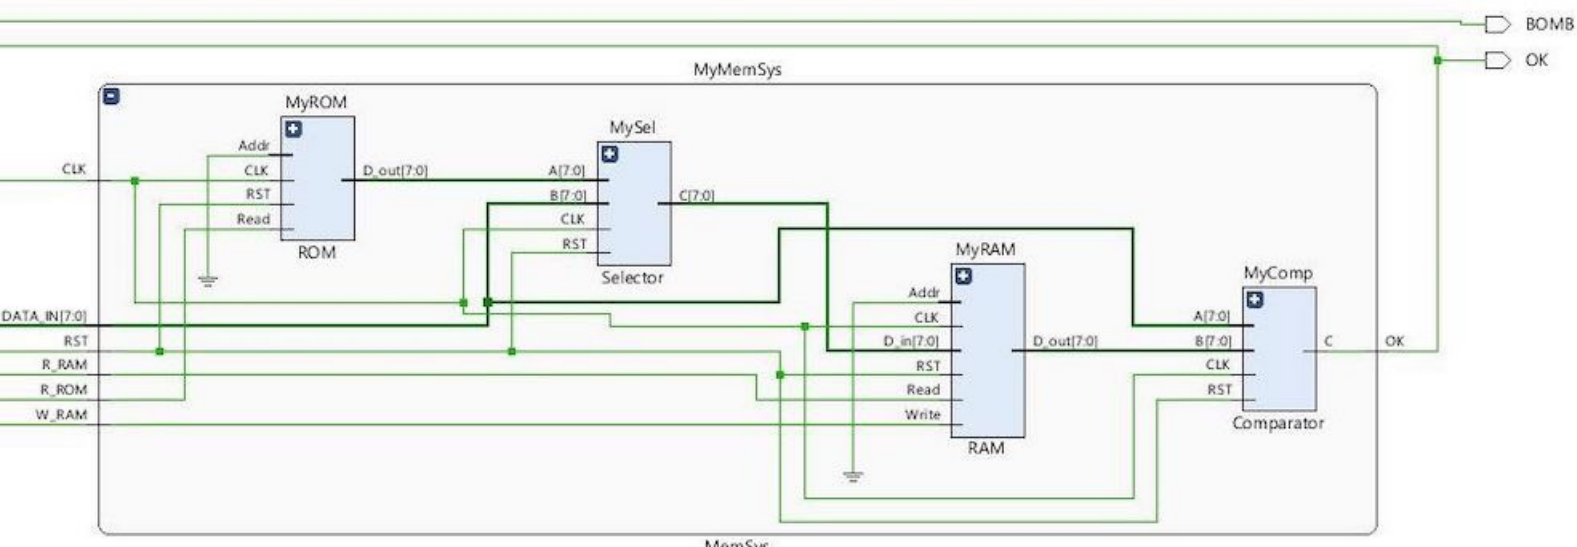 BOMB
OK
MyMemSys
MyROM
Addr
CLK
RST
Read
D_out[7:0]
ROM
MySel
A[7:0]
B[7:0]
CLK
RST
C[7:0]
Selector
CLK
DATA_IN[7:0]
RST
R_RAM
R_ROM
W_RAM
MyRAM
Addr
CLK
D_in[7:0]
RST
Read
Write
D_out[7:0]
RAM
MyComp
A[7:0]
B[7:0]
CLK
RST
C
OK
Comparator
MemSys